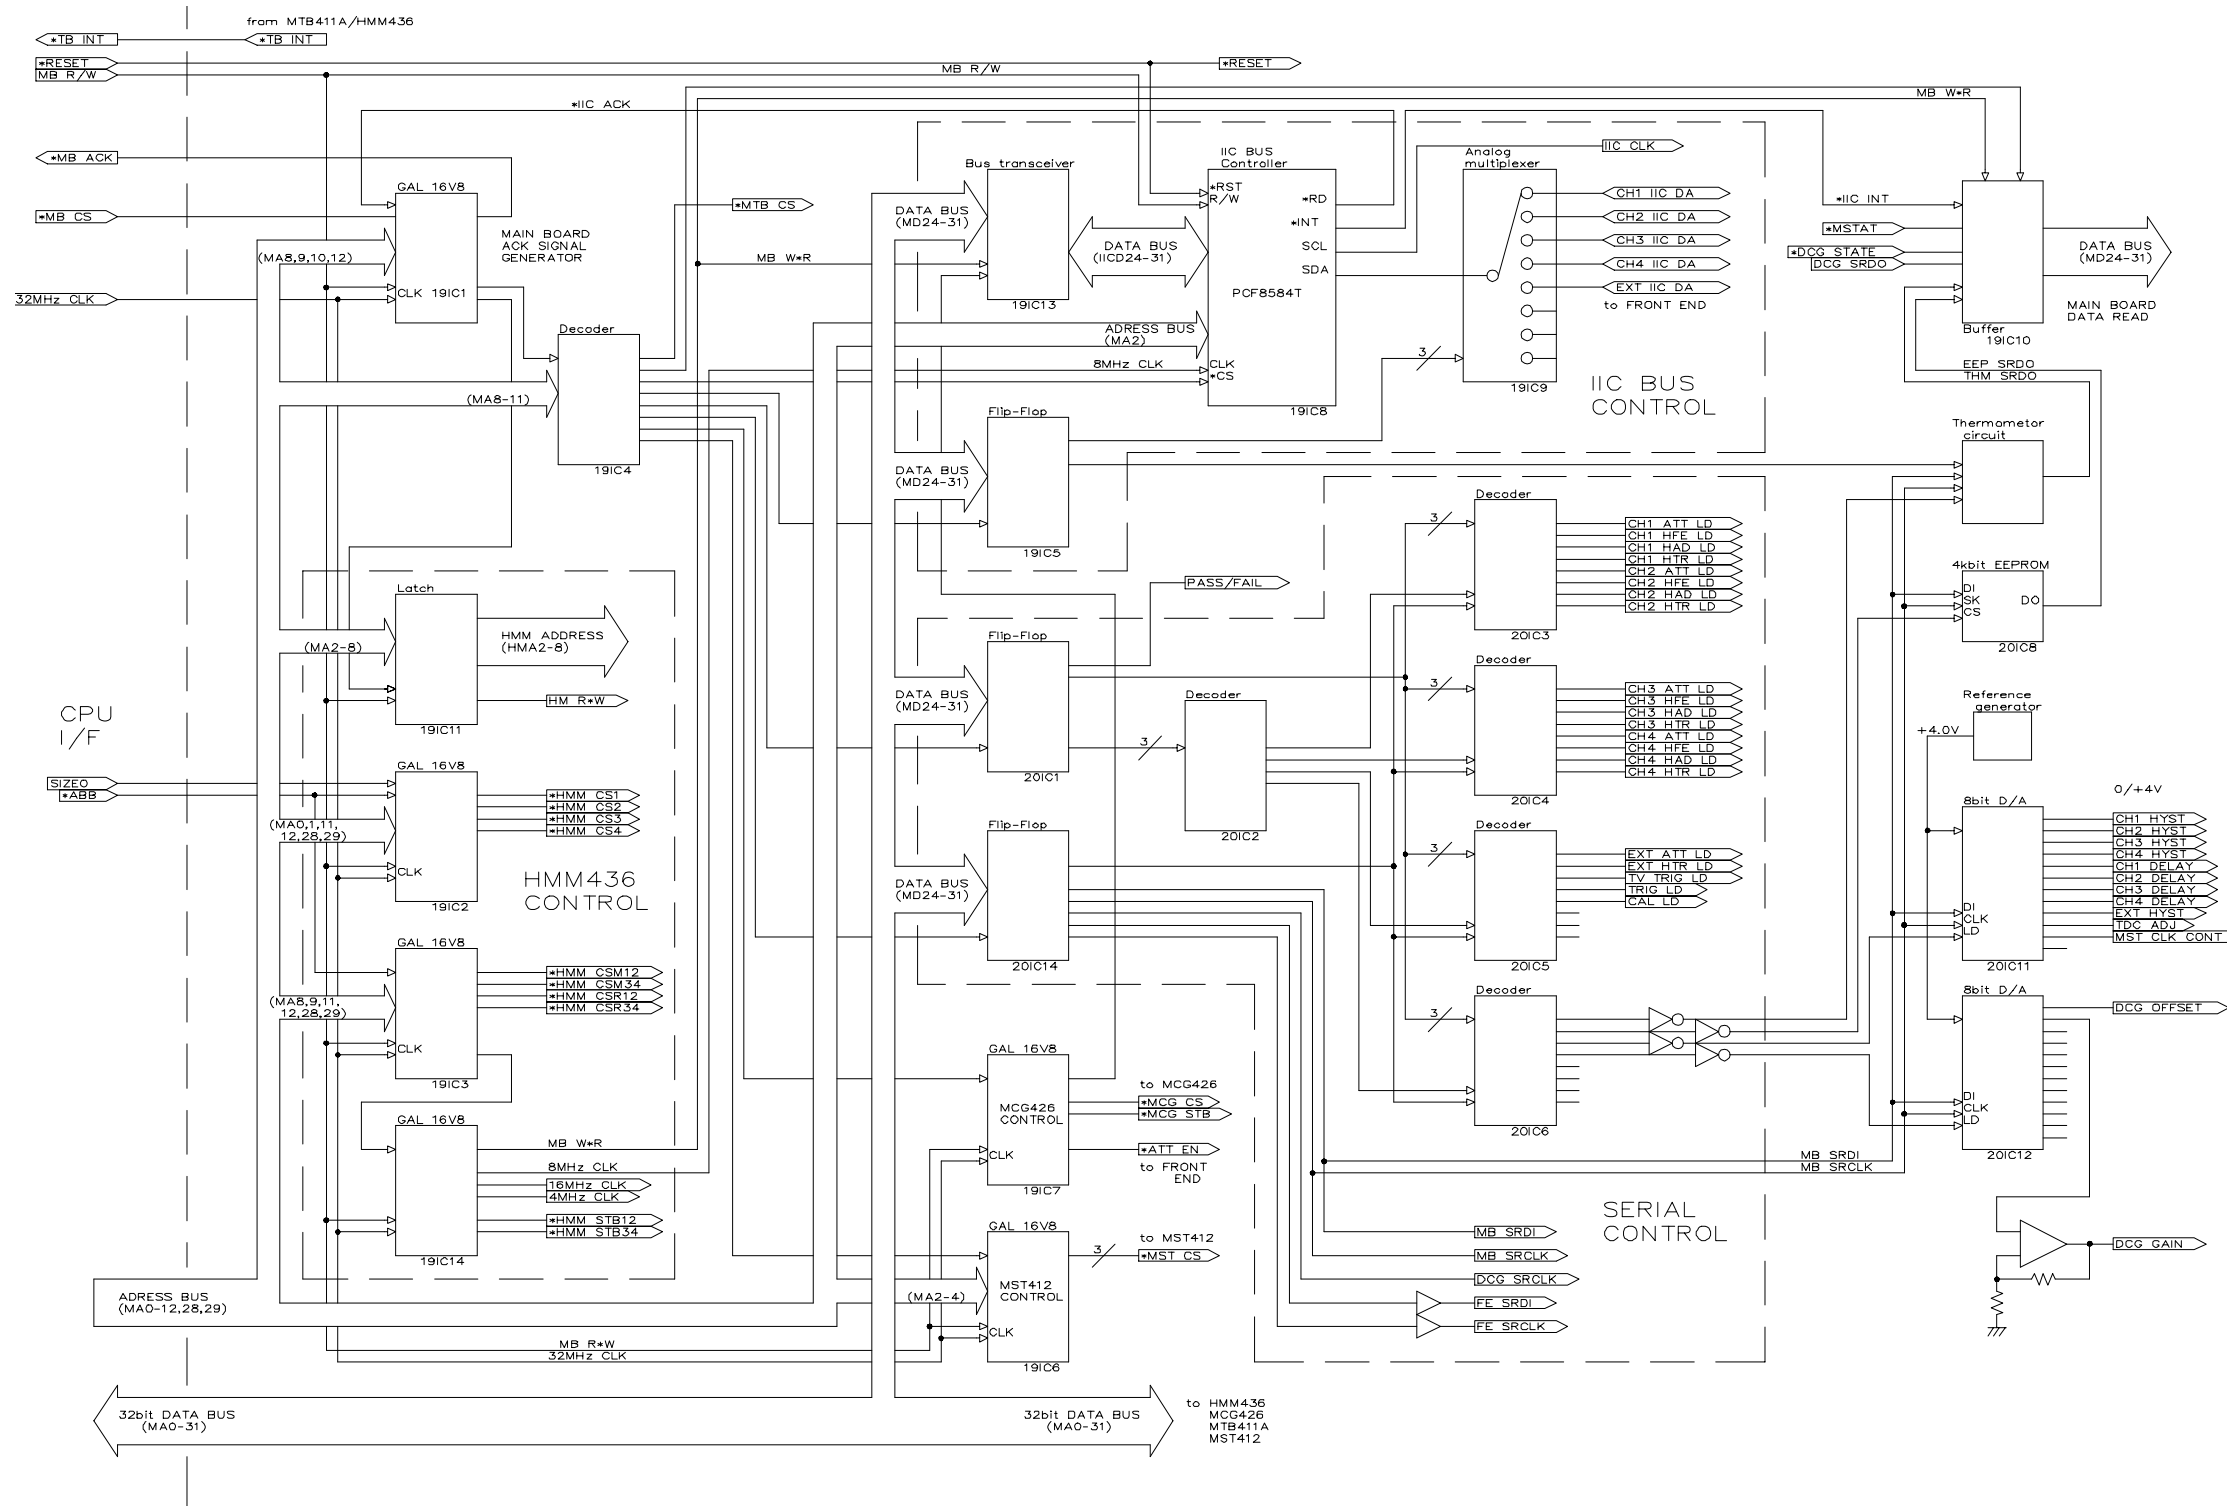 from MTB411A/HMM436
*TB INT
*TB INT
*RESET
MB R/W
MB R/W
*RESET
MB W*R
*IIC ACK
*MB ACK
*MB CS
GAL 16V8
MAIN BOARD
ACK SIGNAL
GENERATOR
(MA8,9,10,12)
CLK 19IC1
32MHz CLK
*MTB CS
MB W*R
Decoder
(MA8-11)
19IC4
Bus transceiver
DATA BUS
(MD24-31)
19IC13
DATA BUS
(IICD24-31)
IIC BUS
Controller
*RST
R/W
*RD
*INT
SCL
SDA
PCF8584T
ADRESS BUS
(MA2)
8MHz CLK
CLK
*CS
19IC8
Analog
multiplexer
3
19IC9
IIC CLK
CH1 IIC DA
CH2 IIC DA
CH3 IIC DA
CH4 IIC DA
EXT IIC DA
to FRONT END
IIC BUS
CONTROL
*IIC INT
*MSTAT
*DCG STATE
DCG SRDO
Buffer
19IC10
DATA BUS
(MD24-31)
MAIN BOARD
DATA READ
EEP SRDO
THM SRDO
Flip-Flop
DATA BUS
(MD24-31)
19IC5
Thermometor
circuit
4kbit EEPROM
DI
SK
CS
DO
20IC8
Latch
(MA2-8)
HMM ADDRESS
(HMA2-8)
HM R*W
19IC11
CPU
I/F
SIZE0
*ABB
GAL 16V8
(MA0,1,11,
12,28,29)
CLK
19IC2
*HMM CS1
*HMM CS2
*HMM CS3
*HMM CS4
HMM436
CONTROL
GAL 16V8
(MA8,9,11,
12,28,29)
CLK
19IC3
*HMM CSM12
*HMM CSM34
*HMM CSR12
*HMM CSR34
GAL 16V8
19IC14
MB W*R
8MHz CLK
16MHz CLK
4MHz CLK
*HMM STB12
*HMM STB34
PASS/FAIL
Flip-Flop
DATA BUS
(MD24-31)
20IC1
3
Decoder
20IC2
Flip-Flop
DATA BUS
(MD24-31)
20IC14
Decoder
3
20IC3
CH1 ATT LD
CH1 HFE LD
CH1 HAD LD
CH1 HTR LD
CH2 ATT LD
CH2 HFE LD
CH2 HAD LD
CH2 HTR LD
Decoder
3
20IC4
CH3 ATT LD
CH3 HFE LD
CH3 HAD LD
CH3 HTR LD
CH4 ATT LD
CH4 HFE LD
CH4 HAD LD
CH4 HTR LD
Decoder
3
20IC5
EXT ATT LD
EXT HTR LD
TV TRIG LD
TRIG LD
CAL LD
Decoder
3
20IC6
Reference
generator
+4.0V
0/+4V
8bit D/A
DI
CLK
LD
20IC11
CH1 HYST
CH2 HYST
CH3 HYST
CH4 HYST
CH1 DELAY
CH2 DELAY
CH3 DELAY
CH4 DELAY
EXT HYST
TDC ADJ
MST CLK CONT
8bit D/A
DI
CLK
LD
20IC12
DCG OFFSET
DCG GAIN
GAL 16V8
MCG426
CONTROL
CLK
19IC7
to MCG426
*MCG CS
*MCG STB
*ATT EN
to FRONT
END
GAL 16V8
MST412
CONTROL
(MA2-4)
CLK
19IC6
3
to MST412
*MST CS
MB SRDI
MB SRCLK
SERIAL
CONTROL
MB SRDI
MB SRCLK
DCG SRCLK
FE SRDI
FE SRCLK
ADRESS BUS
(MA0-12,28,29)
MB R*W
32MHz CLK
32bit DATA BUS
(MA0-31)
32bit DATA BUS
(MA0-31)
to HMM436
MCG426
MTB411A
MST412